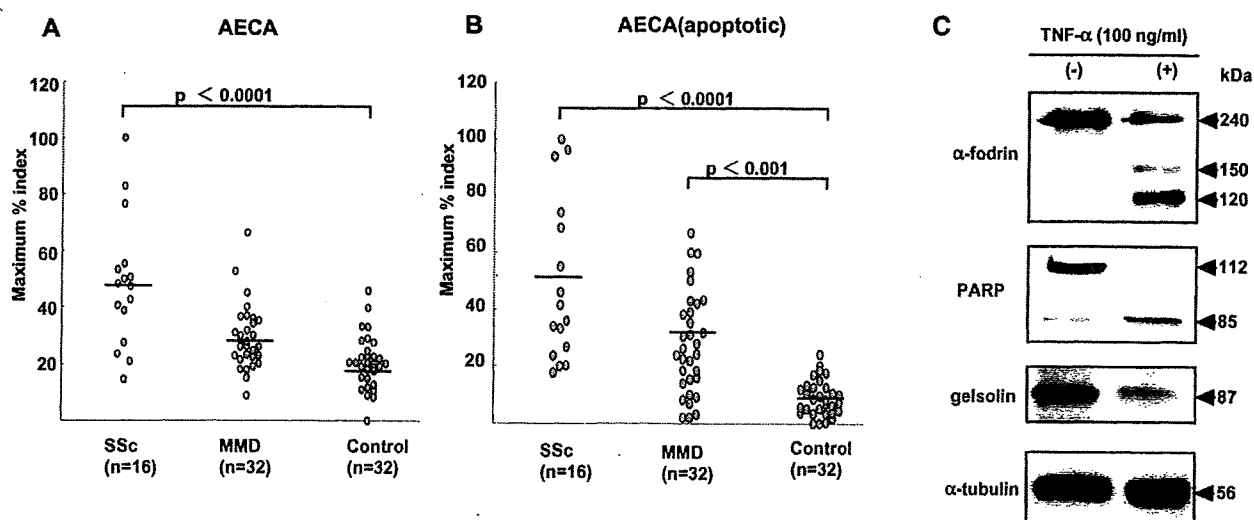 A
AECA
Maximum % index
120
100
80
60
40
20
p < 0.0001
SSc
(n=16)
MMD
(n=32)
Control
(n=32)
B
AECA(apoptotic)
Maximum % index
120
100
80
60
40
20
p < 0.0001
p < 0.001
SSc
(n=16)
MMD
(n=32)
Control
(n=32)
C
TNF-α (100 ng/ml)
(-) (+) kDa
α-fodrin
240
150
120
PARP
112
85
gelsolin
87
α-tubulin
56